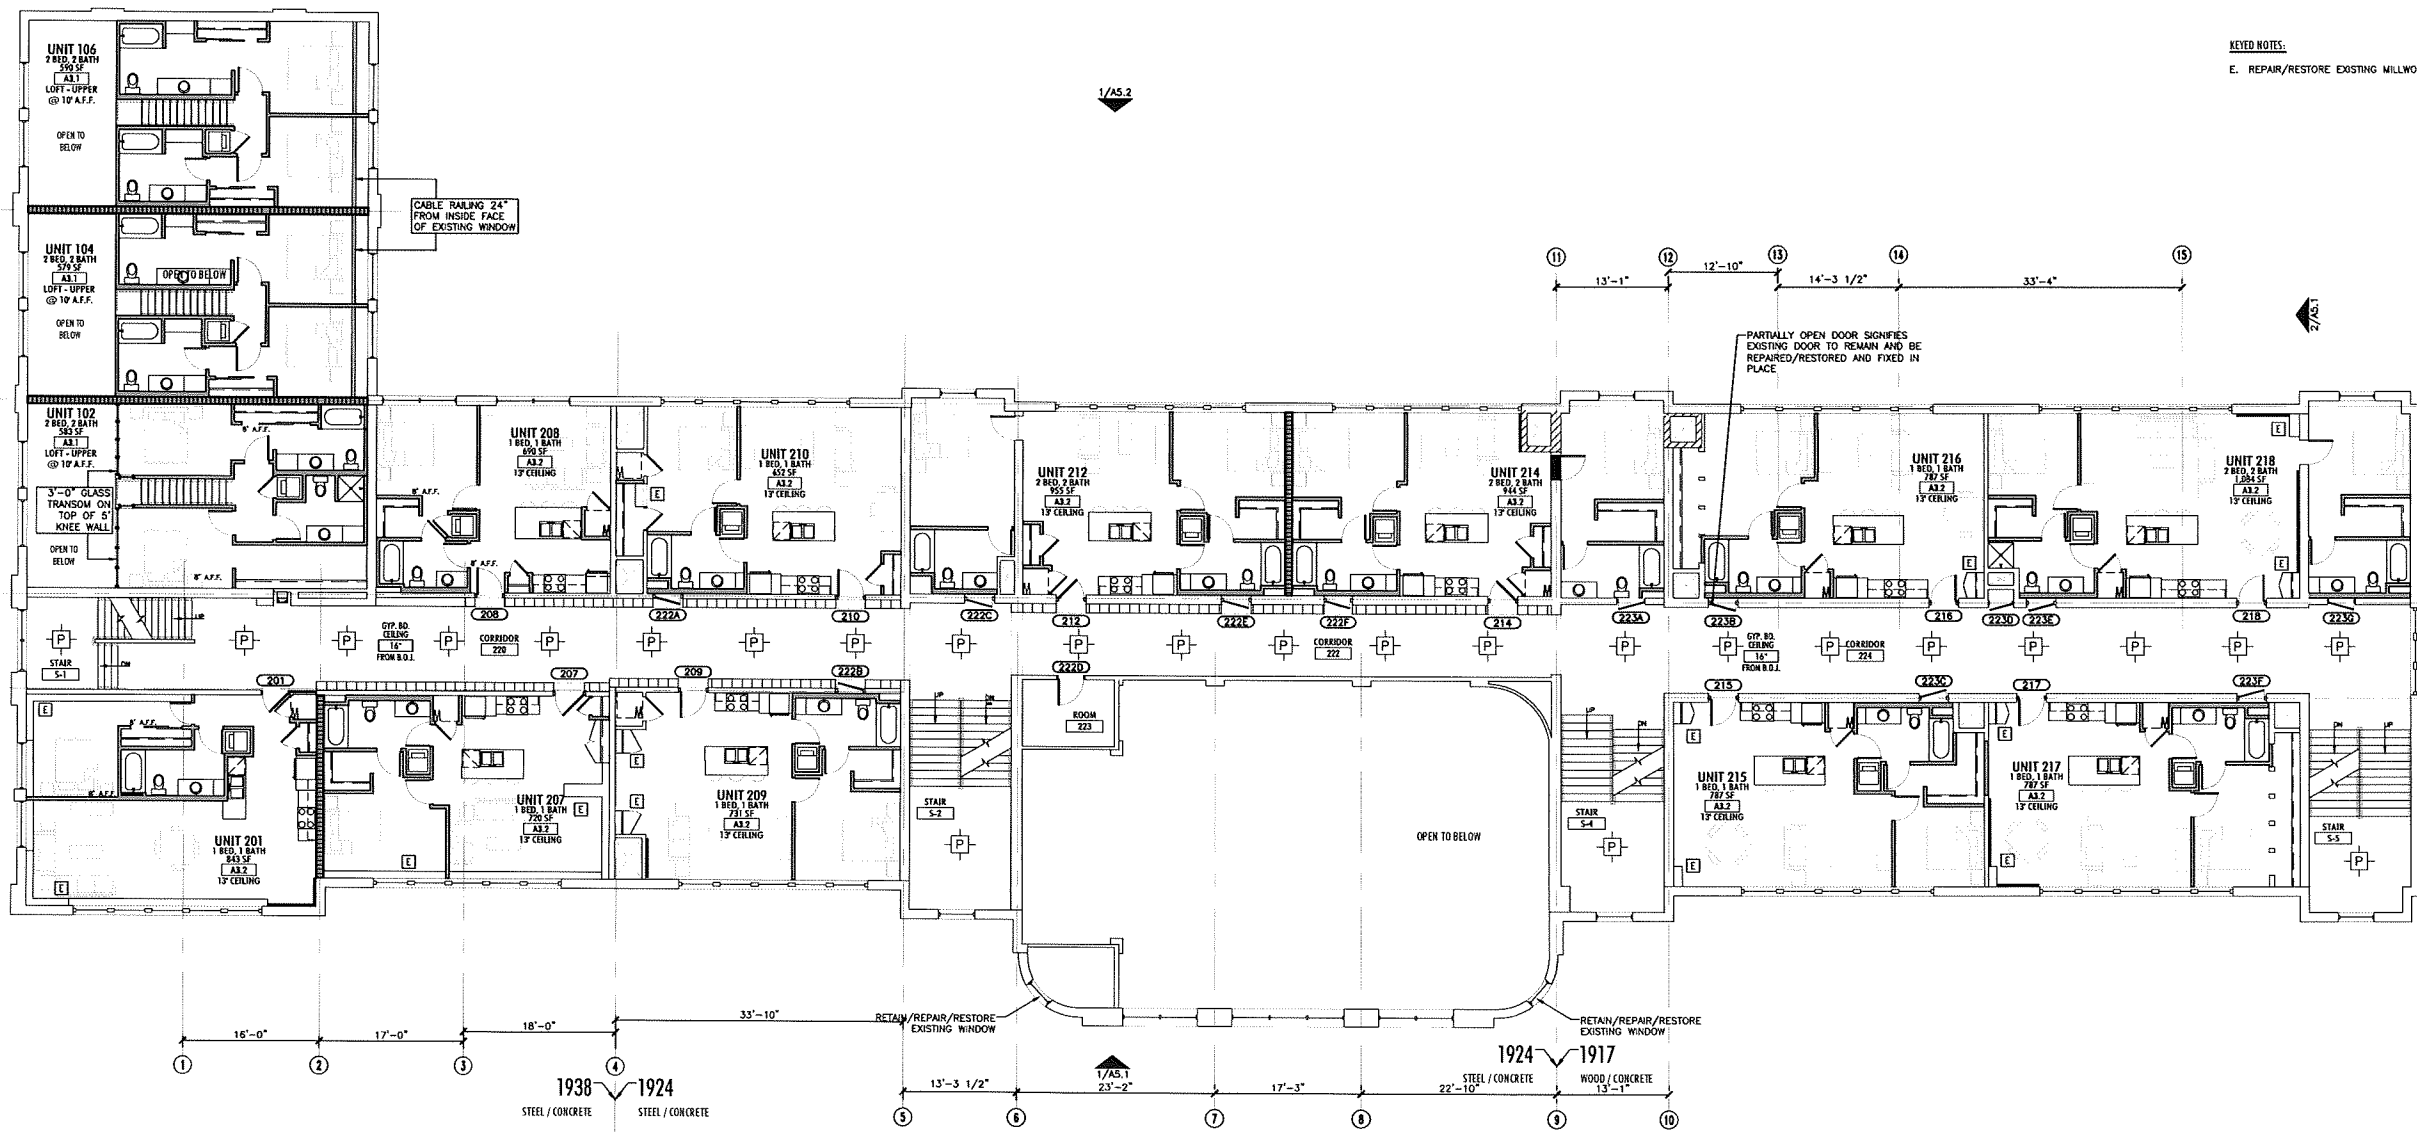 KEYED NOTES:
E. REPAIR/RESTORE EXISTING MILLWO
UNIT 106
2 BED, 2 BATH
590 SF
A3.1
LOFT - UPPER
@ 10' A.F.F.
OPEN TO
BELOW
1/A5.2
CABLE RAILING 24"
FROM INSIDE FACE
OF EXISTING WINDOW
UNIT 104
2 BED, 2 BATH
579 SF
A3.1
LOFT - UPPER
@ 10' A.F.F.
OPEN TO BELOW
OPEN TO
BELOW
11
12
13
14
15
13'-1"
12'-10"
14'-3 1/2"
33'-4"
2/A5.1
PARTIALLY OPEN DOOR SIGNIFIES
EXISTING DOOR TO REMAIN AND BE
REPAIRED/RESTORED AND FIXED IN
PLACE
UNIT 102
2 BED, 2 BATH
583 SF
A3.1
LOFT - UPPER
@ 10' A.F.F.
3'-0" GLASS
TRANSOM ON
TOP OF 5'
KNEE WALL
OPEN TO
BELOW
8' A.F.F.
8' A.F.F.
UNIT 208
1 BED, 1 BATH
690 SF
A3.2
13' CEILING
8' A.F.F.
8' A.F.F.
UNIT 210
1 BED, 1 BATH
652 SF
A3.2
13' CEILING
M
E
UNIT 212
2 BED, 2 BATH
955 SF
A3.2
13' CEILING
M
UNIT 214
2 BED, 2 BATH
944 SF
A3.2
13' CEILING
M
UNIT 216
1 BED, 1 BATH
787 SF
A3.2
13' CEILING
E
M
UNIT 218
2 BED, 2 BATH
1,084 SF
A3.2
13' CEILING
E
E
M
208
222A
210
222C
212
222E
222F
214
223A
223B
216
223D
223E
218
223G
P
UP
DN
STAIR
S-1
P
GYP. BD.
CEILING
16"
FROM B.O.J.
P
P
CORRIDOR
220
P
P
P
P
P
P
P
CORRIDOR
222
P
P
P
P
P
GYP. BD.
CEILING
16"
FROM B.O.J.
P
CORRIDOR
224
P
P
P
P
201
207
209
222B
222D
215
223C
217
223F
E
8' A.F.F.
8' A.F.F.
M
UNIT 201
1 BED, 1 BATH
843 SF
A3.2
13' CEILING
E
M
UNIT 207
1 BED, 1 BATH
720 SF
A3.2
13' CEILING
E
E
M
E
E
UNIT 209
1 BED, 1 BATH
731 SF
A3.2
13' CEILING
UP
DN
STAIR
S-2
P
ROOM
223
OPEN TO BELOW
UP
DN
STAIR
S-4
P
E
M
UNIT 215
1 BED, 1 BATH
787 SF
A3.2
13' CEILING
E
E
M
UNIT 217
1 BED, 1 BATH
787 SF
A3.2
13' CEILING
E
DN
UP
STAIR
S-5
P
RETAIN/REPAIR/RESTORE
EXISTING WINDOW
RETAIN/REPAIR/RESTORE
EXISTING WINDOW
16'-0"
17'-0"
18'-0"
33'-10"
1
2
3
4
1938
1924
STEEL / CONCRETE
STEEL / CONCRETE
1/A5.1
1924
1917
STEEL / CONCRETE
WOOD / CONCRETE
13'-3 1/2"
23'-2"
17'-3"
22'-10"
13'-1"
5
6
7
8
9
10